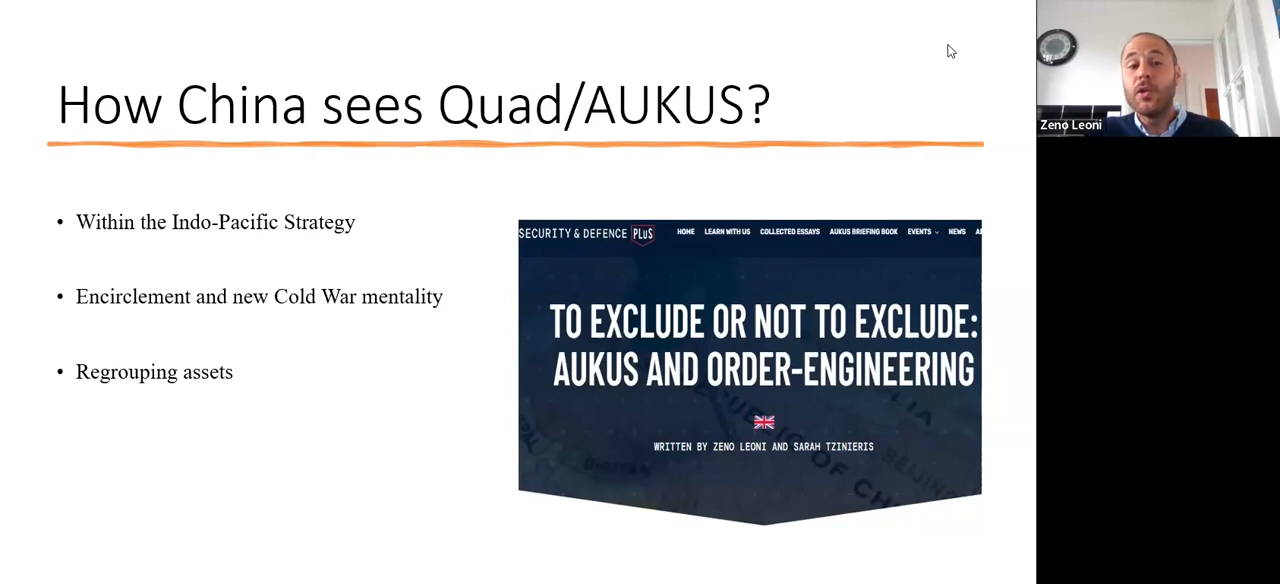 How China sees Quad/AUKUS?
Zeno Leoni
• Within the Indo-Pacific Strategy
• Encirclement and new Cold War mentality
• Regrouping assets
SECURITY & DEFENCE PLuS
HOME LEARN WITH US COLLECTED ESSAYS AUKUS BRIEFING BOOK EVENTS NEWS
TO EXCLUDE OR NOT TO EXCLUDE:
AUKUS AND ORDER-ENGINEERING
WRITTEN BY ZENO LEONI AND SARAH TZINIERIS